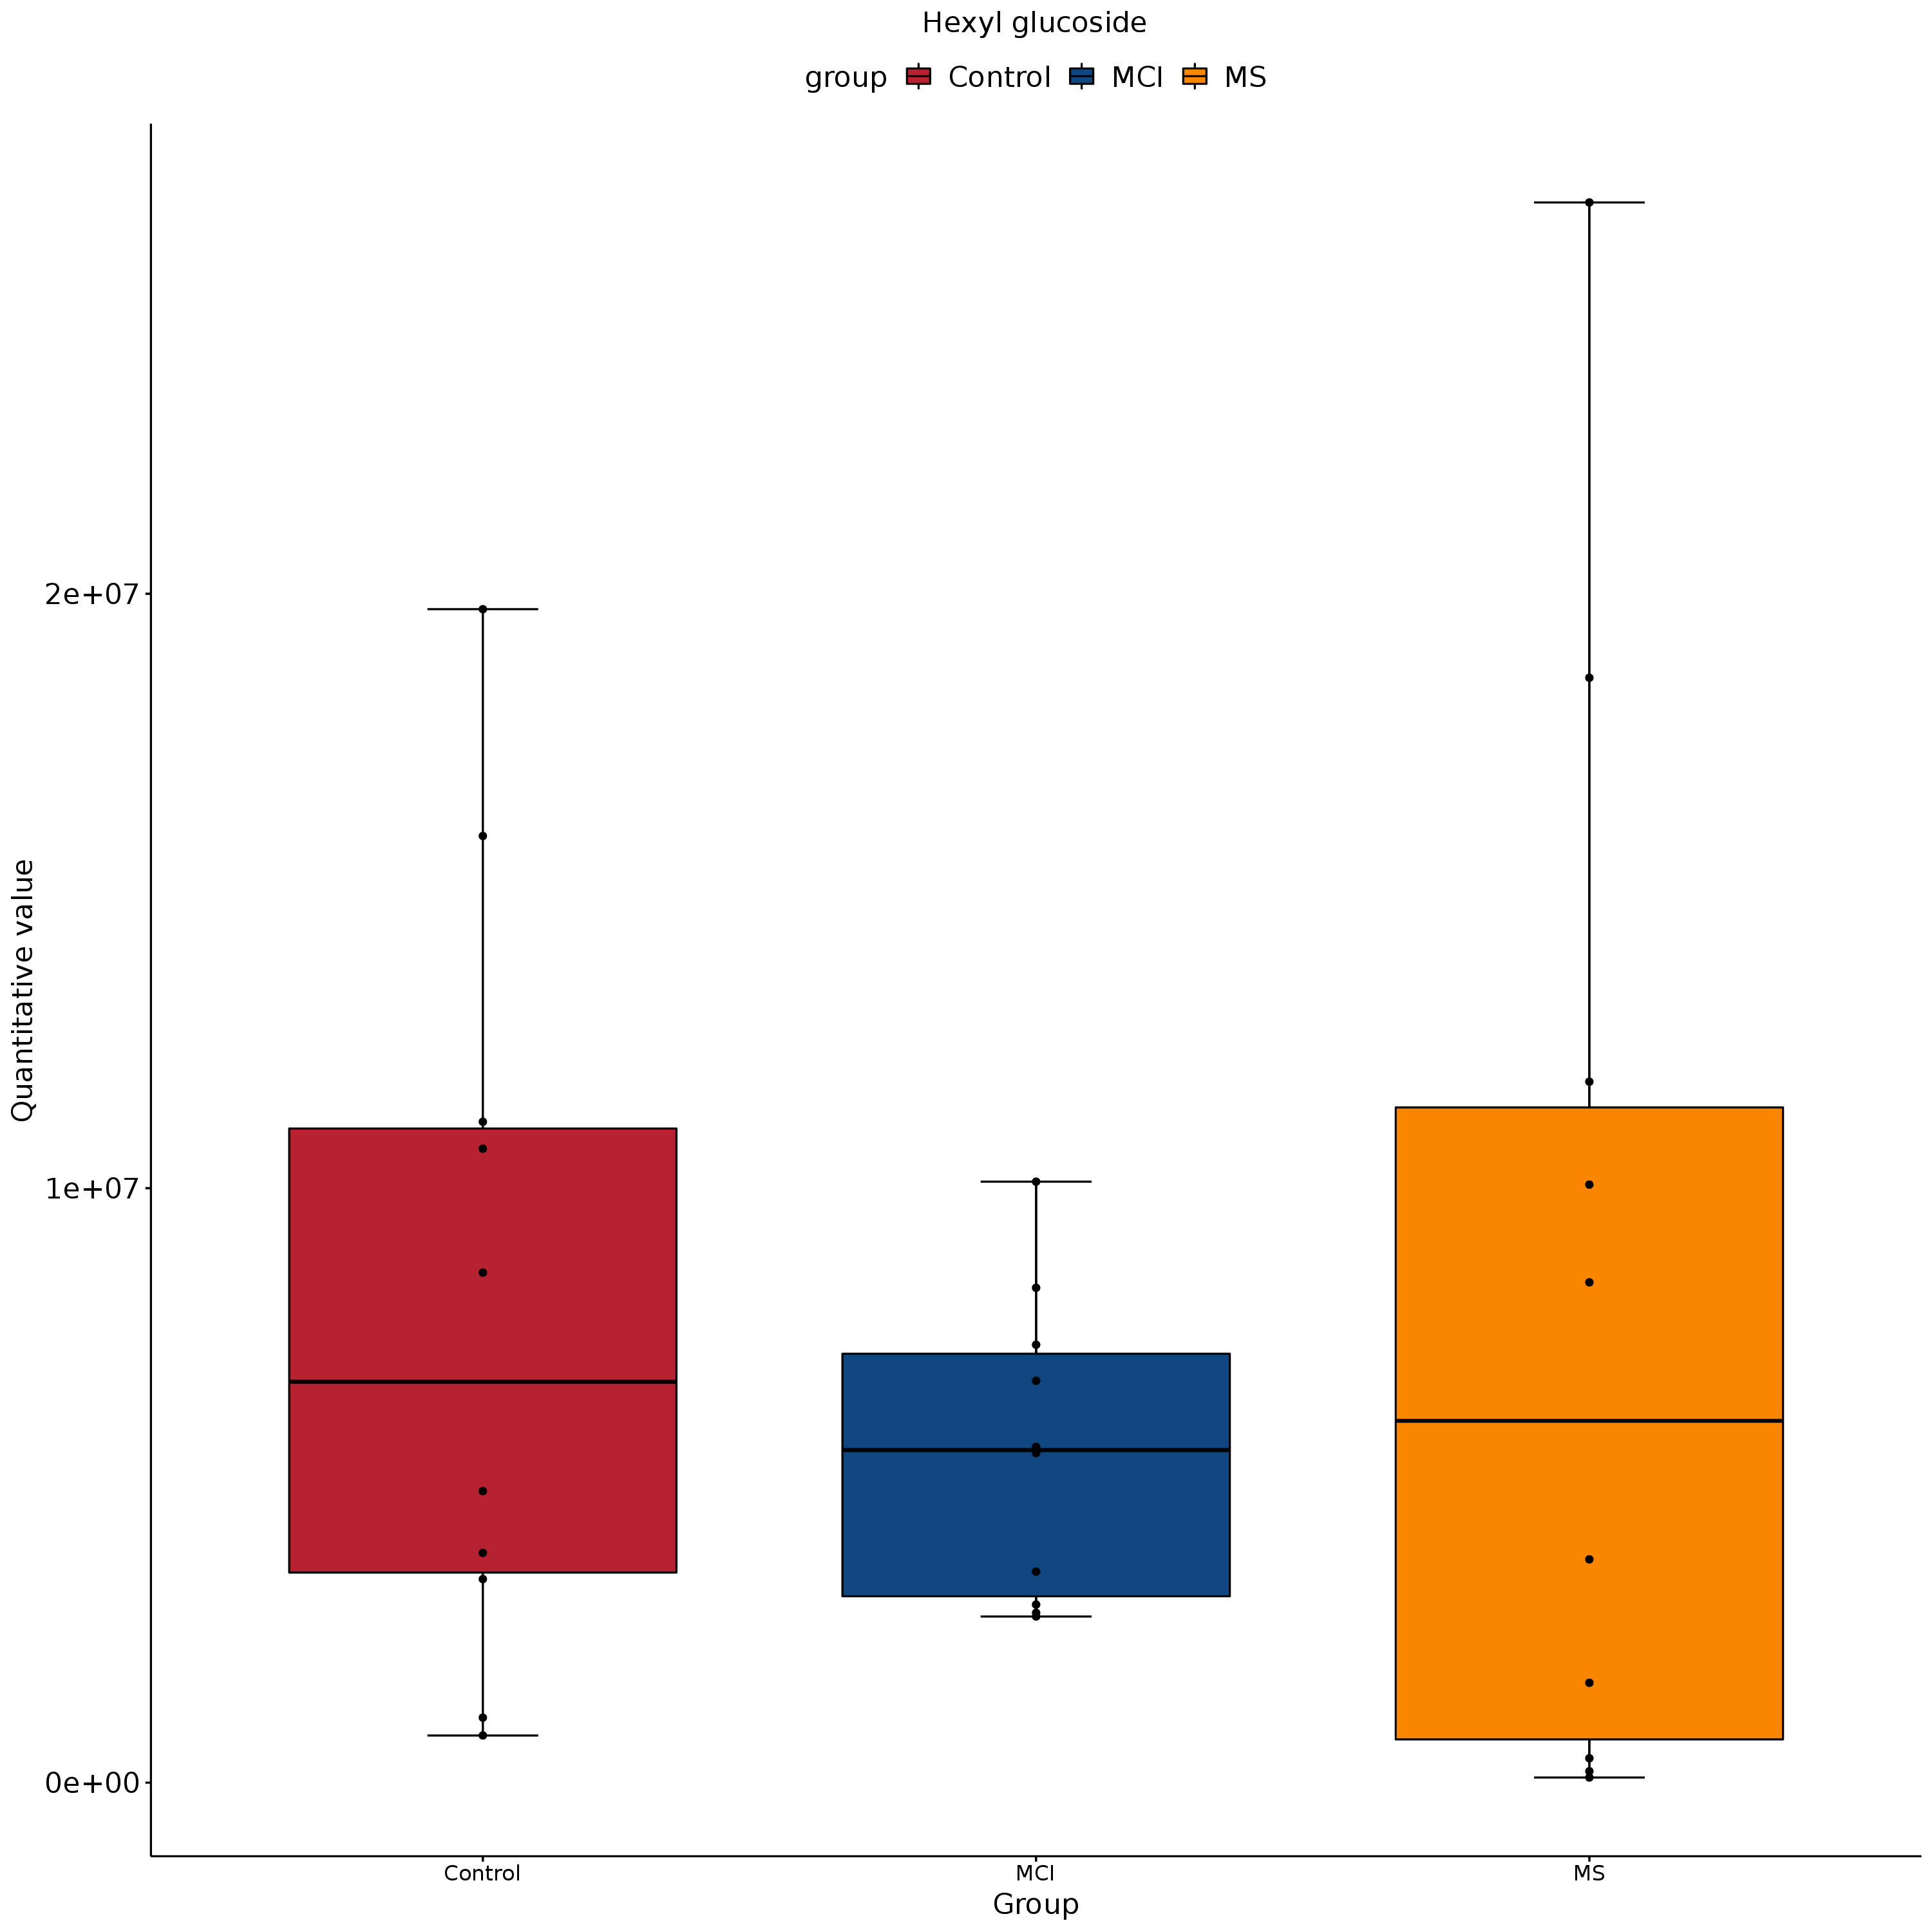 Hexyl glucoside
group Control MCI MS
Quantitative value
2e+07
1e+07
0e+00
Control MCI MS
Group